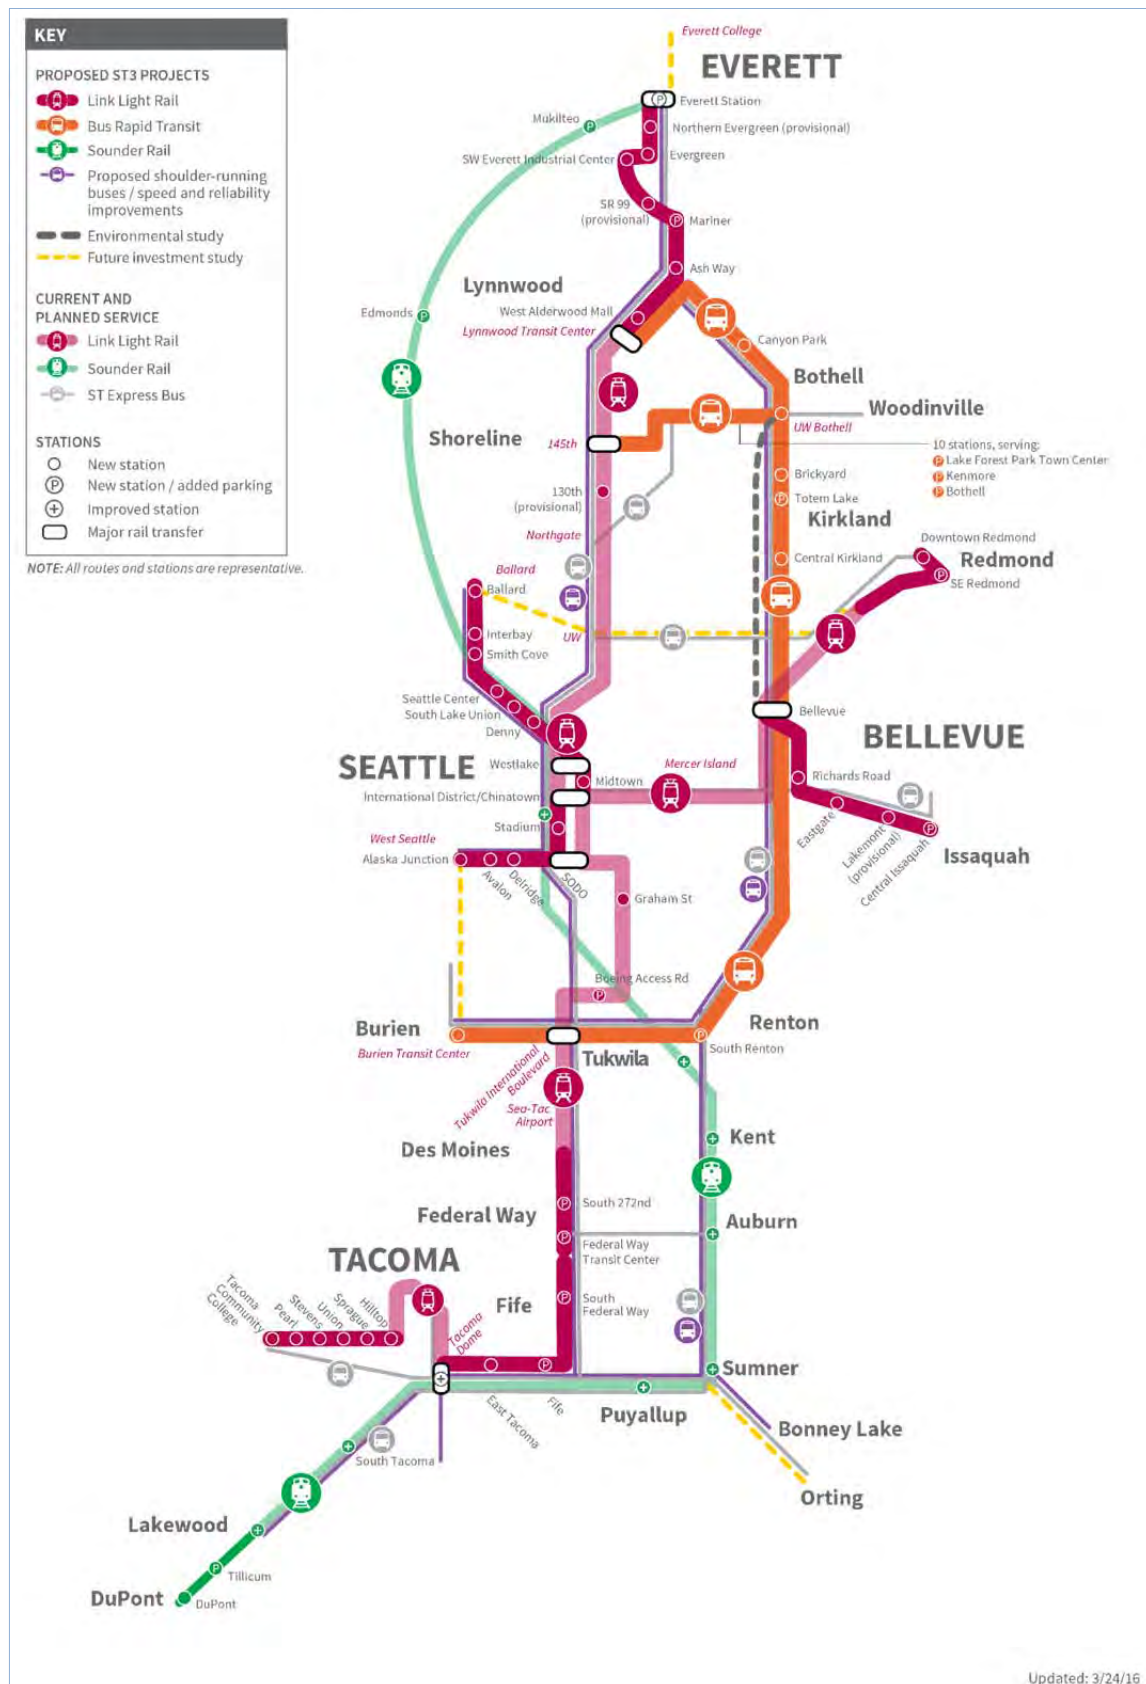 KEY
PROPOSED ST3 PROJECTS
Link Light Rail
Bus Rapid Transit
Sounder Rail
Proposed shoulder-running
buses / speed and reliability
improvements
Environmental study
Future investment study
CURRENT AND
PLANNED SERVICE
Link Light Rail
Sounder Rail
ST Express Bus
STATIONS
New station
P New station / added parking
Improved station
Major rail transfer
NOTE: All routes and stations are representative.
Everett College
EVERETT
Everett Station
Mukilteo
Northern Evergreen (provisional)
SW Everett Industrial Center
Evergreen
SR 99
(provisional)
Mariner
Ash Way
Lynnwood
West Alderwood Mall
Lynnwood Transit Center
Edmonds
Canyon Park
Bothell
Woodinville
UW Bothell
Shoreline
145th
10 stations, serving:
P Lake Forest Park Town Center
P Kenmore
P Bothell
Brickyard
130th
(provisional)
Totem Lake
Kirkland
Northgate
Downtown Redmond
Redmond
Central Kirkland
SE Redmond
Ballard
Ballard
Interbay
UW
Smith Cove
Seattle Center
South Lake Union
Denny
Bellevue
BELLEVUE
SEATTLE
Westlake
Mercer Island
Midtown
Richards Road
International District/Chinatown
Stadium
Eastgate
Lakemont
(provisional)
Central Issaquah
Issaquah
West Seattle
Alaska Junction
Avalon
Delridge
SODO
Graham St
Boeing Access Rd
Burien
Burien Transit Center
Renton
South Renton
Tukwila International
Boulevard
Tukwila
Sea-Tac
Airport
Kent
Des Moines
South 272nd
Federal Way
Auburn
Federal Way
Transit Center
TACOMA
Fife
South
Federal Way
Tacoma
Community
College
Pearl
Stevens
Union
Sprague
Hilltop
Tacoma
Dome
Sumner
East Tacoma
Fife
Puyallup
Bonney Lake
South Tacoma
Orting
Lakewood
Tillicum
DuPont
DuPont
Updated: 3/24/16